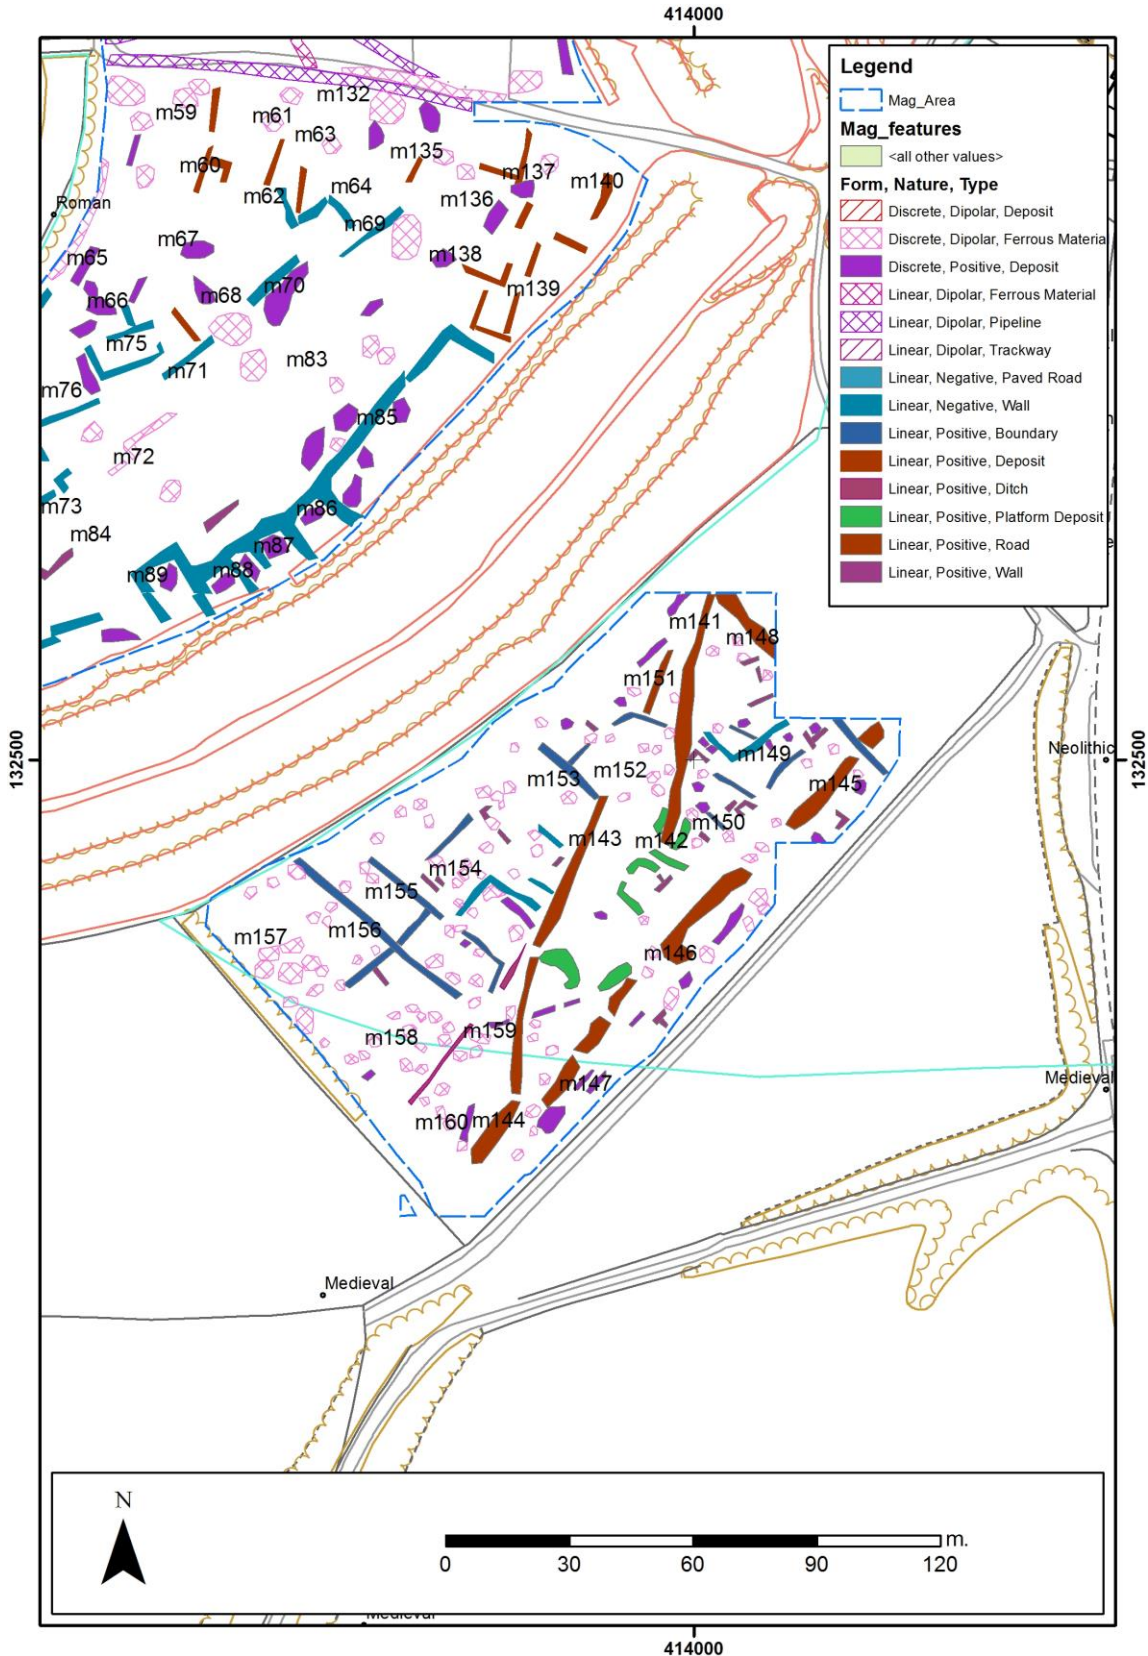 414000
Legend
Mag_Area
Mag_features
<all other values>
Form, Nature, Type
Discrete, Dipolar, Deposit
Discrete, Dipolar, Ferrous Materia
Discrete, Positive, Deposit
Linear, Dipolar, Ferrous Material
Linear, Dipolar, Pipeline
Linear, Dipolar, Trackway
Linear, Negative, Paved Road
Linear, Negative, Wall
Linear, Positive, Boundary
Linear, Positive, Deposit
Linear, Positive, Ditch
Linear, Positive, Platform Deposit
Linear, Positive, Road
Linear, Positive, Wall
m132
m59
m61
m63
m135
m60
m137
m140
m62
m64
m136
Roman
m69
m67
m65
m138
m70
m68
m139
m66
m75
m83
m71
m76
m85
m72
m73
m86
m84
m87
m89
m88
m141
m148
m151
132500
132500
Neolithic
m149
m152
m153
m145
m150
m143
m142
m154
m155
m156
m157
m146
m159
m158
Medieval
m147
m160
m144
Medieval
N
m.
0
30
60
90
120
Medieval
414000